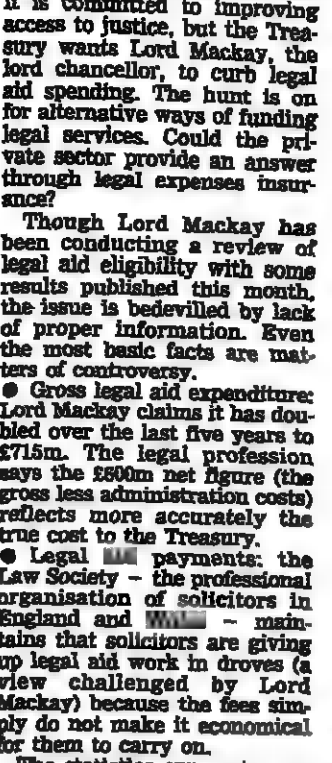 it is committed to improving
access to justice, but the Trea-
sury wants Lord Mackay, the
lord chancellor, to curb legal
aid spending. The hunt is on
for alternative ways of funding
legal services. Could the pri-
vate sector provide an answer
through legal expenses insur-
ance?
Though Lord Mackay has
been conducting a review of
legal aid eligibility with some
results published this month,
the issue is bedevilled by lack
of proper information. Even
the most basic facts are mat-
ters of controversy.
● Gross legal aid expenditure:
Lord Mackay claims it has dou-
bled over the last five years to
£715m. The legal profession
says the £600m net figure (the
gross less administration costs)
reflects more accurately the
true cost to the Treasury.
● Legal payments: the
Law Society — the professional
organisation of solicitors in
England and — main-
tains that solicitors are giving
up legal aid work in droves (a
view challenged by Lord
Mackay) because the fees sim-
ply do not make it economical
for them to carry on.